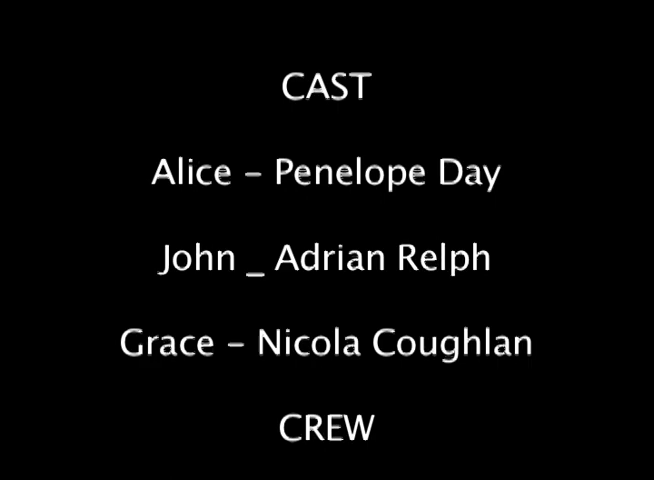 CAST
Alice - Penelope Day
John _ Adrian Relph
Grace - Nicola Coughlan
CREW